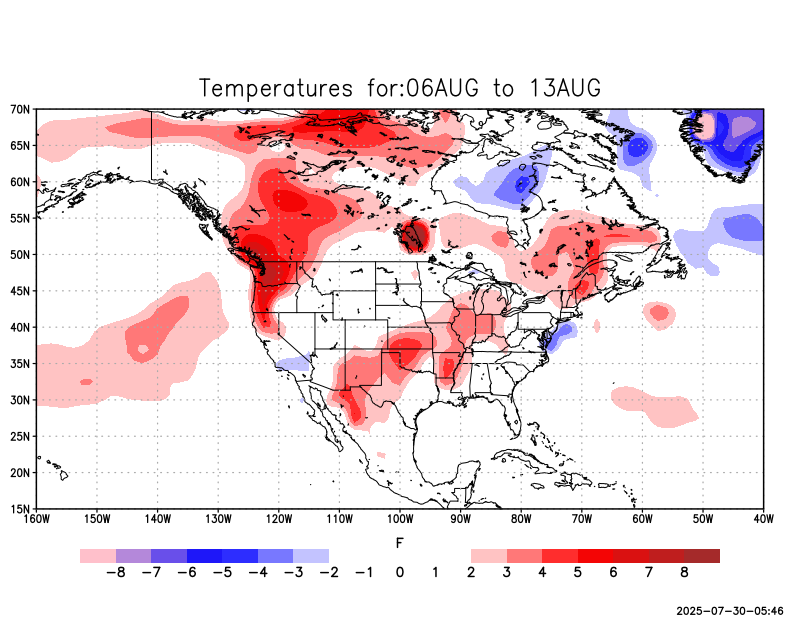 Temperatures for:06AUG to 13AUG
70N
65N
60N
55N
50N
45N
40N
35N
30N
25N
20N
15N
160W 150W 140W 130W 120W 110W 100W 90W 80W 70W 60W 50W 40W
F
−8 −7 −6 −5 −4 −3 −2 −1 0 1 2 3 4 5 6 7 8
2025-07-30-05:46